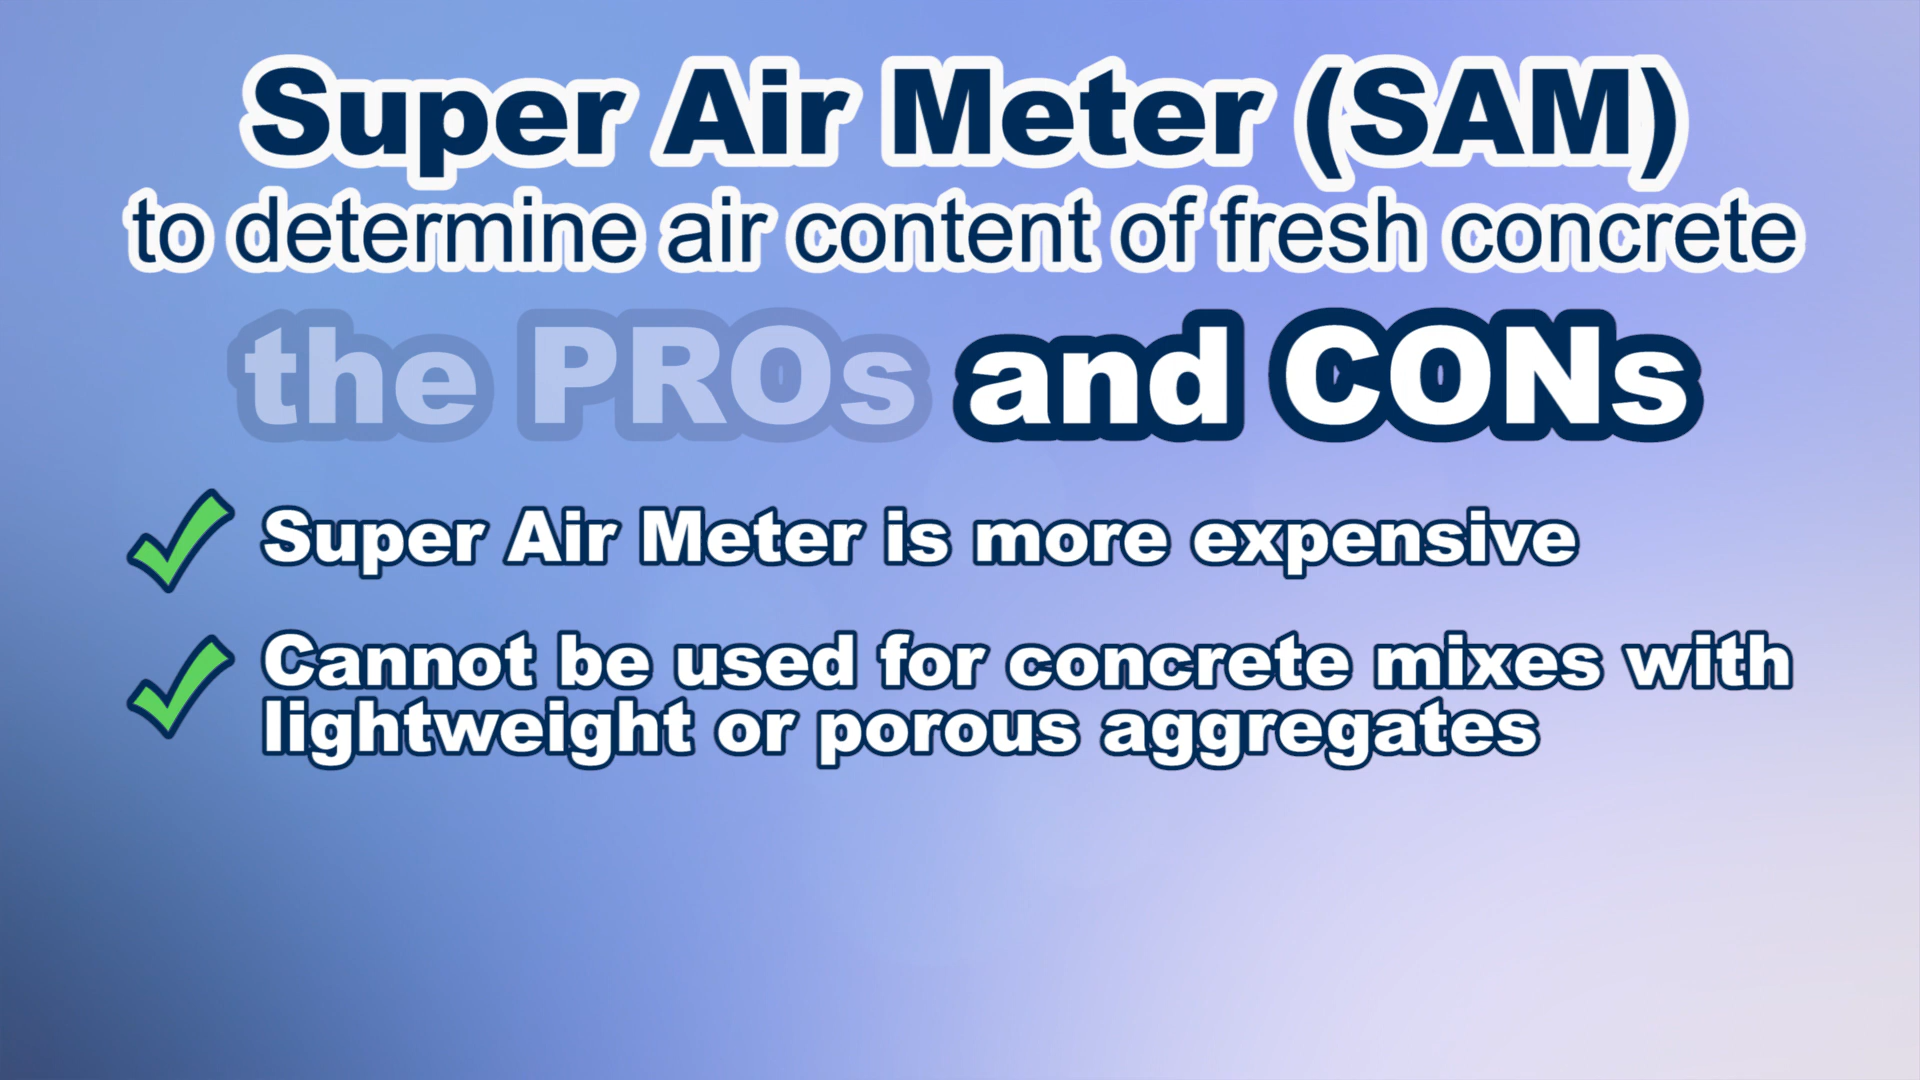 Super Air Meter (SAM)
to determine air content of fresh concrete
the PROs and CONs
Super Air Meter is more expensive
Cannot be used for concrete mixes with
lightweight or porous aggregates